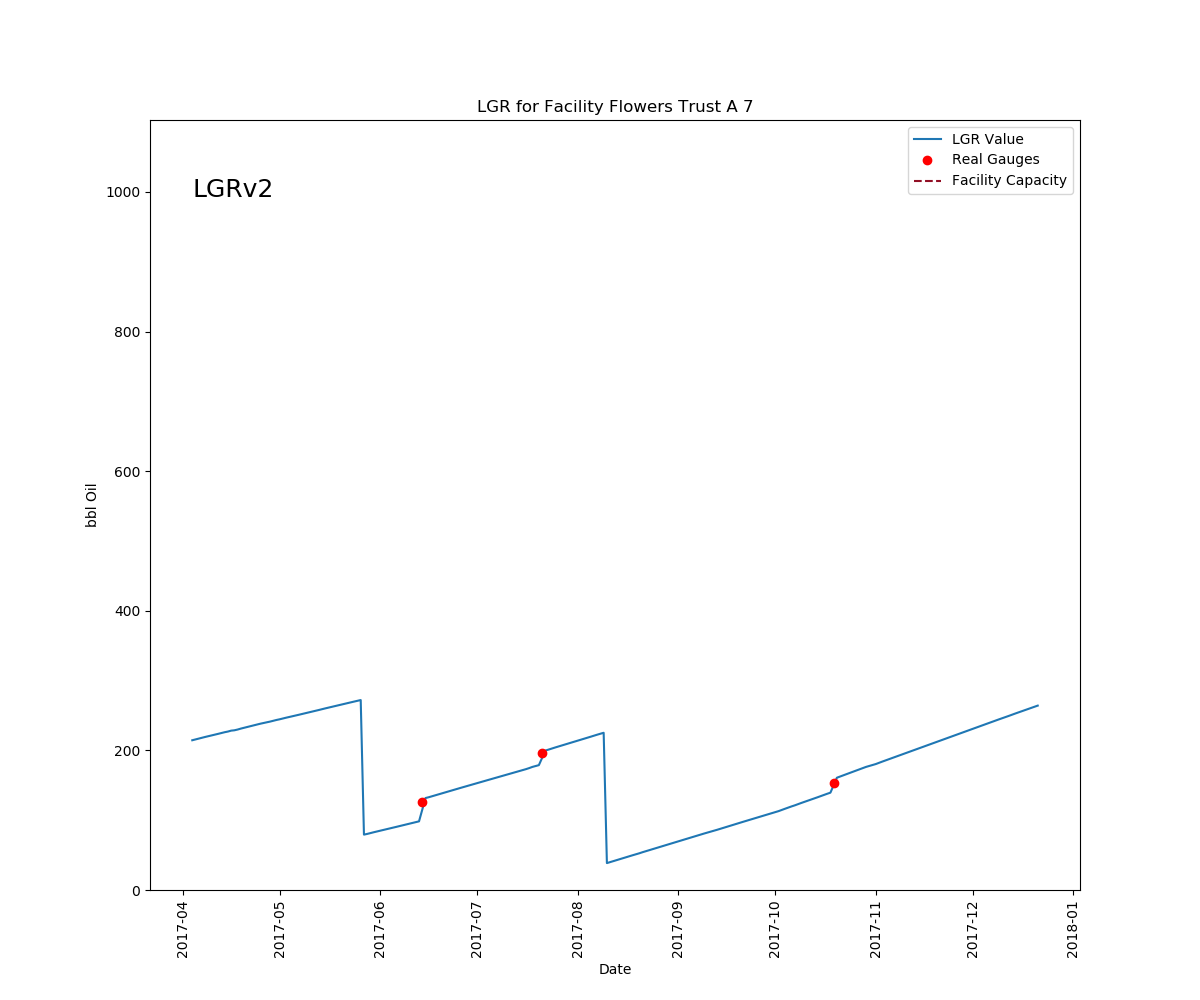 LGR for Facility Flowers Trust A 7
LGR Value
Real Gauges
Facility Capacity
LGRv2
1000
800
600
400
200
0
bbl Oil
2017-04
2017-05
2017-06
2017-07
2017-08
2017-09
2017-10
2017-11
2017-12
2018-01
Date